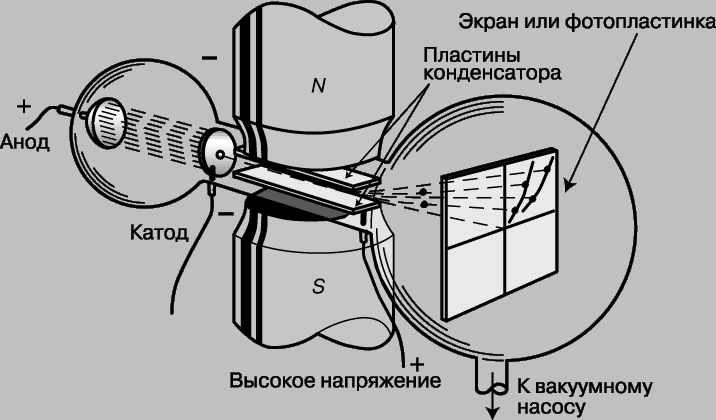 Экран или фотопластинка
−
N
Пластины
конденсатора
+
Анод
−
Катод
S
+
Высокое напряжение
К вакуумному
насосу